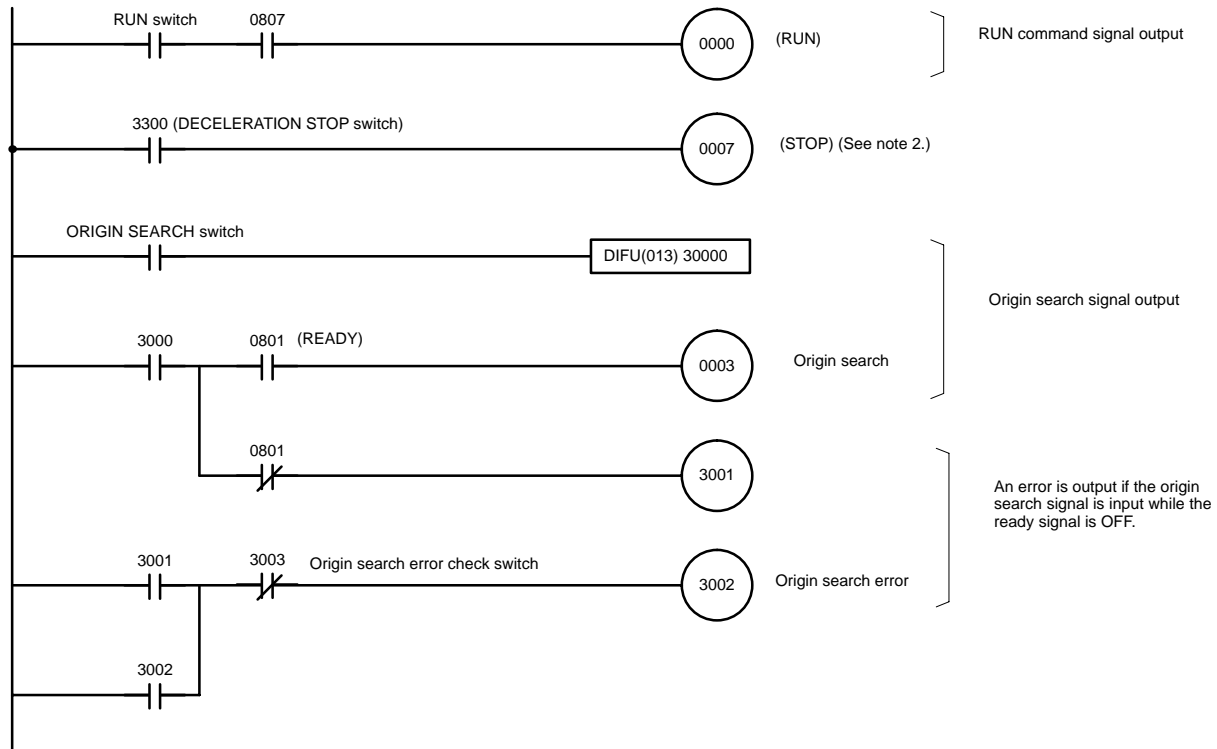 RUN switch 0807
0000 (RUN) RUN command signal output
3300 (DECELERATION STOP switch)
0007 (STOP) (See note 2.)
ORIGIN SEARCH switch
DIFU(013) 30000
Origin search signal output
3000 0801 (READY)
0003 Origin search
0801
3001
An error is output if the origin
search signal is input while the
ready signal is OFF.
3001 3003 Origin search error check switch
3002 Origin search error
3002